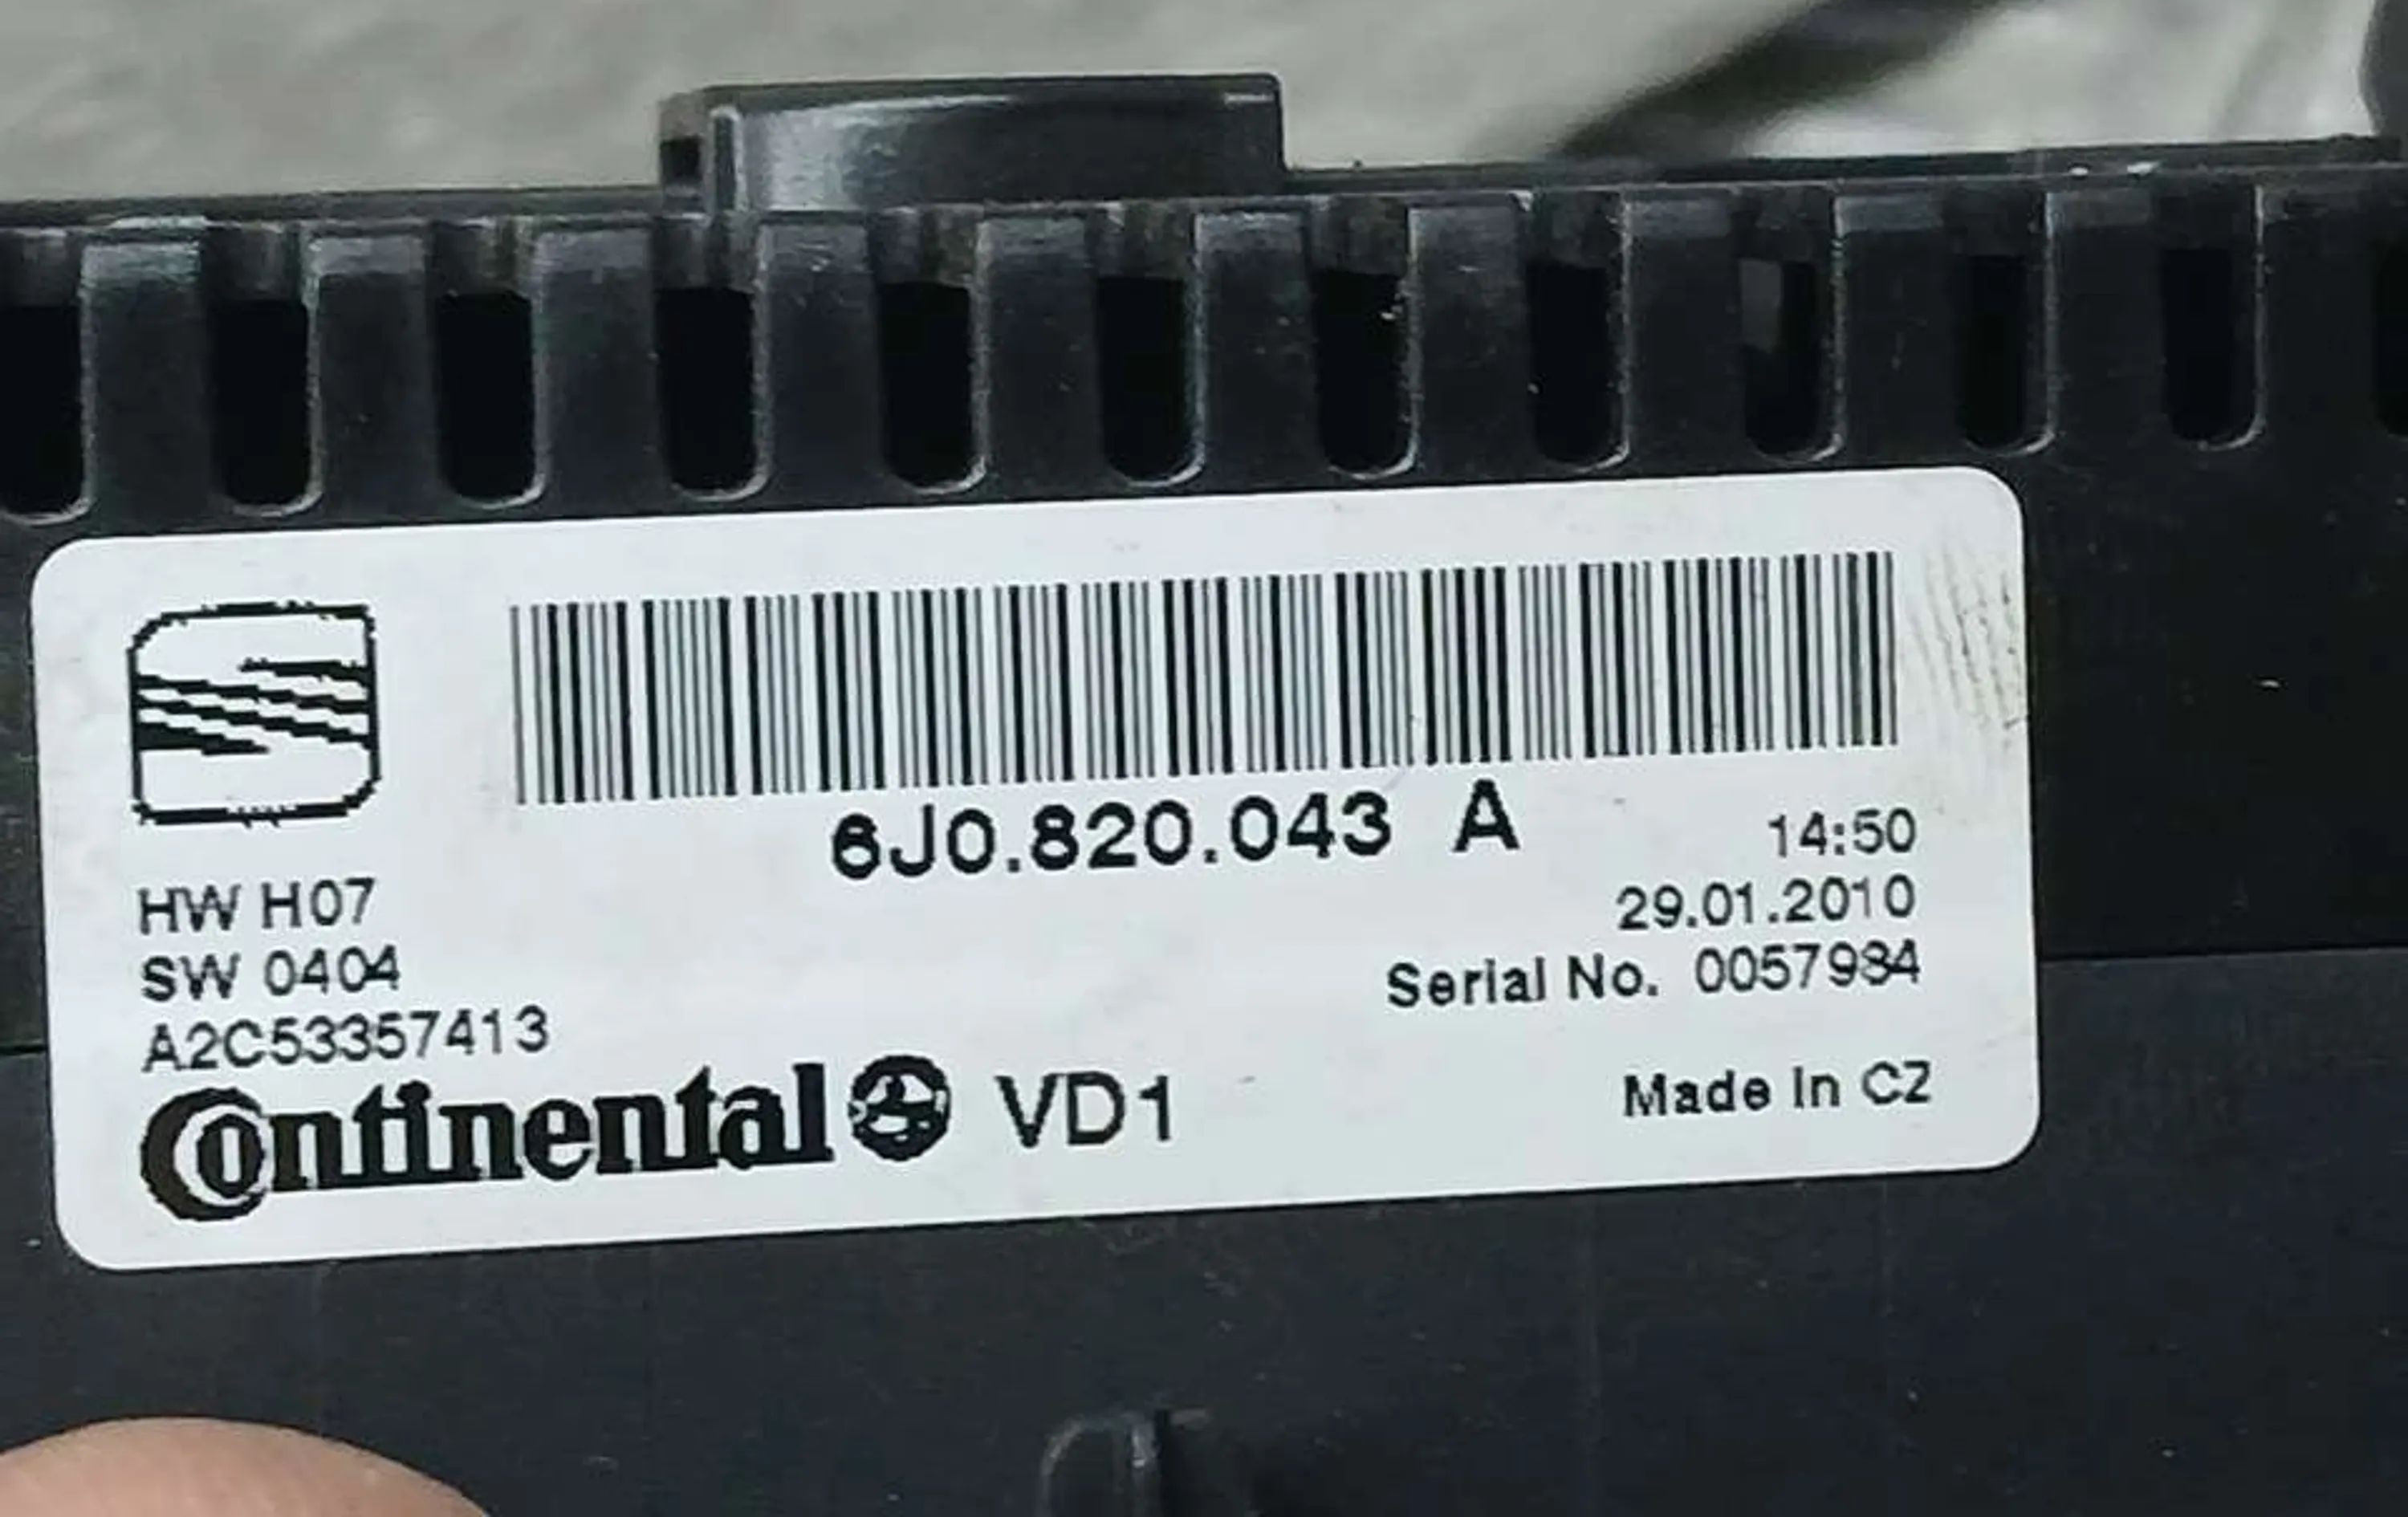 6J0.820.043 A
14:50
HW H07
29.01.2010
SW 0404
Serial No. 0057984
A2C53357413
Made in CZ
Continental VD1